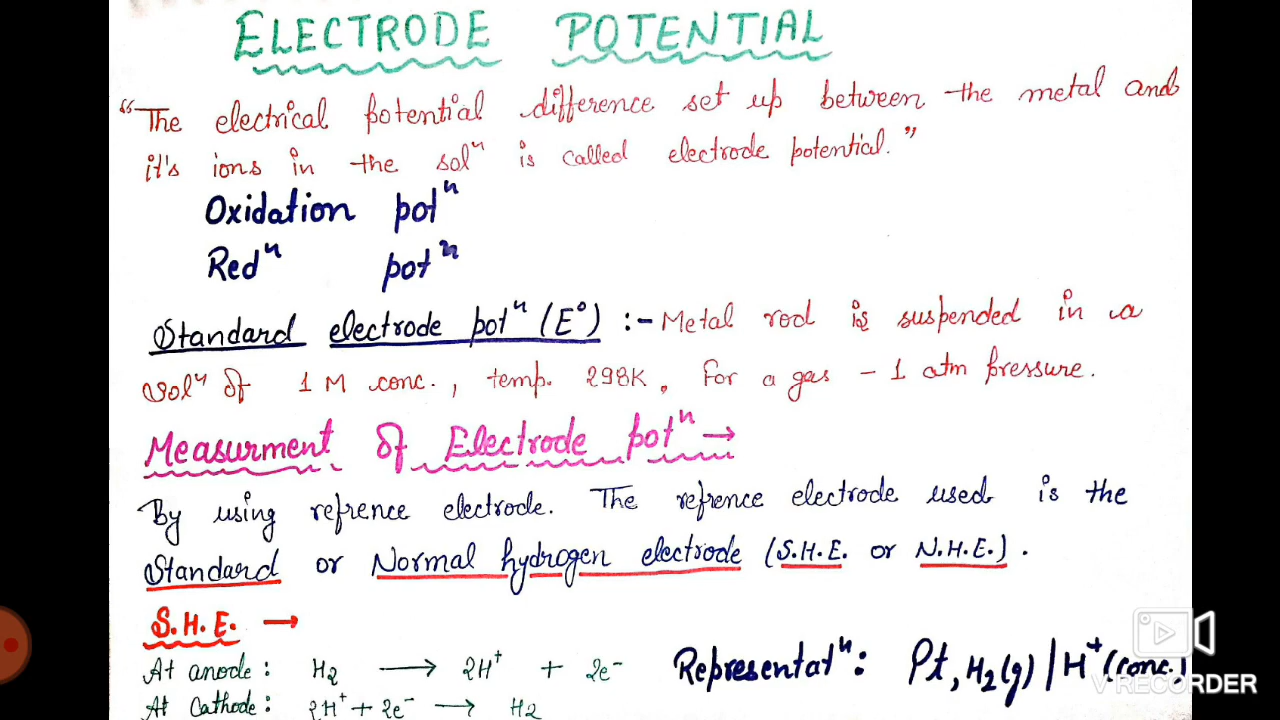 ELECTRODE POTENTIAL
"The electrical potential difference set up between the metal and
it's ions in the solⁿ is called electrode potential."
Oxidation potⁿ
Redⁿ potⁿ
Standard electrode potⁿ (E°) :- Metal rod is suspended in a
solⁿ of 1 M conc., temp. 298K, For a gas - 1 atm pressure.
Measurment of Electrode potⁿ →
By using refrence electrode. The refrence electrode used is the
Standard or Normal hydrogen electrode (S.H.E. or N.H.E.).
S.H.E. →
At anode: H₂ → 2H⁺ + 2e⁻ Representatⁿ: Pt, H₂(g) | H⁺ (conc.)
At Cathode: 2H⁺ + 2e⁻ → H₂
V RECORDER